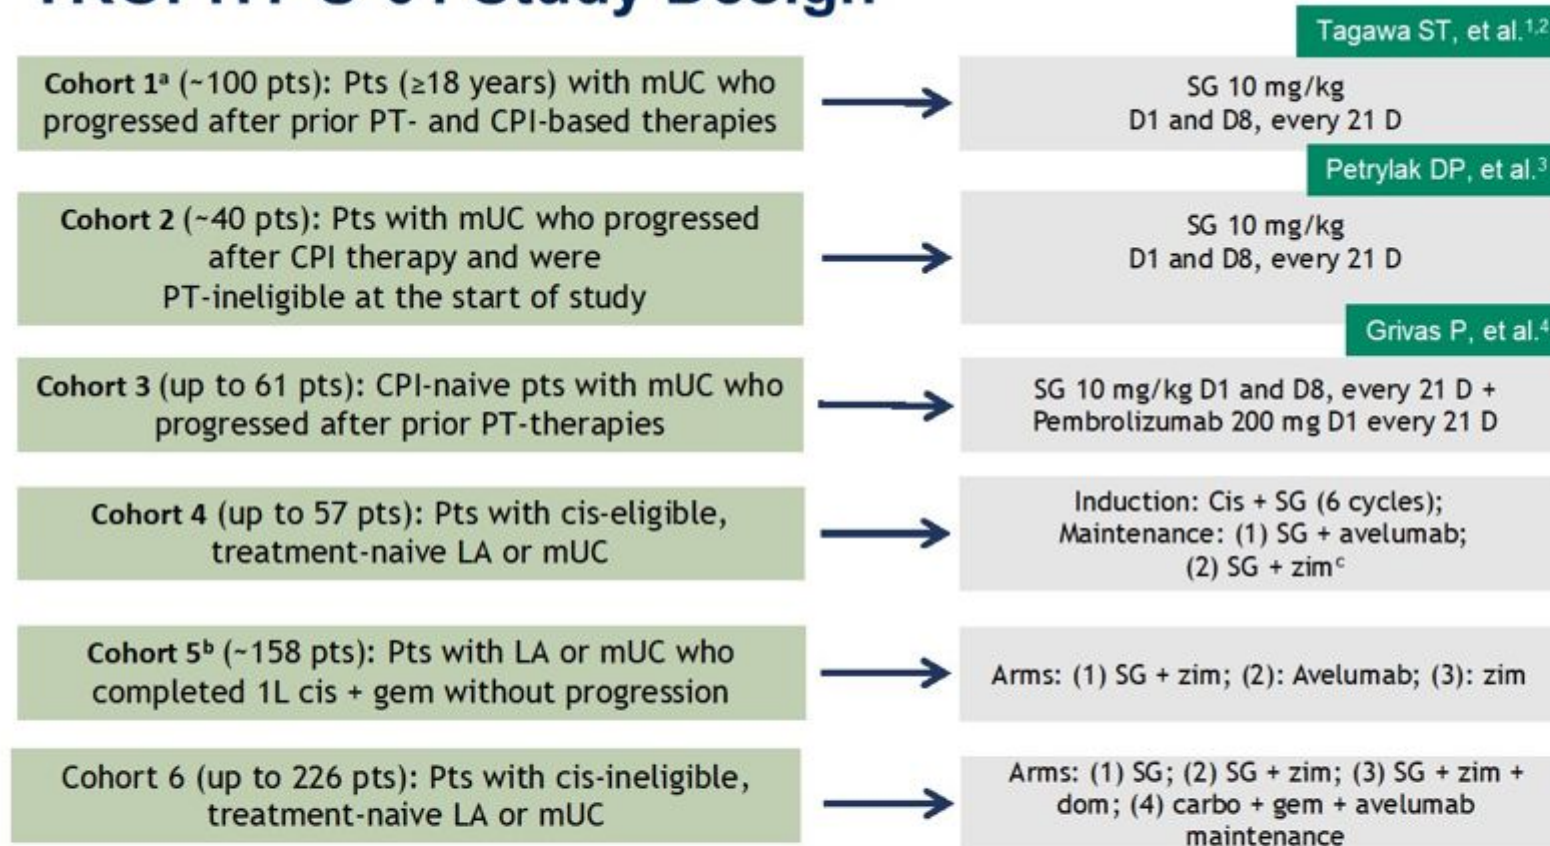 Study Design
Tagawa ST, et al.1,2
Cohort 1a (~100 pts): Pts (≥18 years) with mUC who
progressed after prior PT- and CPI-based therapies
SG 10 mg/kg
D1 and D8, every 21 D
Petrylak DP, et al.3
Cohort 2 (~40 pts): Pts with mUC who progressed
after CPI therapy and were
PT-ineligible at the start of study
SG 10 mg/kg
D1 and D8, every 21 D
Grivas P, et al.4
Cohort 3 (up to 61 pts): CPI-naive pts with mUC who
progressed after prior PT-therapies
SG 10 mg/kg D1 and D8, every 21 D +
Pembrolizumab 200 mg D1 every 21 D
Cohort 4 (up to 57 pts): Pts with cis-eligible,
treatment-naive LA or mUC
Induction: Cis + SG (6 cycles);
Maintenance: (1) SG + avelumab;
(2) SG + zimc
Cohort 5b (~158 pts): Pts with LA or mUC who
completed 1L cis + gem without progression
Arms: (1) SG + zim; (2): Avelumab; (3): zim
Cohort 6 (up to 226 pts): Pts with cis-ineligible,
treatment-naive LA or mUC
Arms: (1) SG; (2) SG + zim; (3) SG + zim +
dom; (4) carbo + gem + avelumab
maintenance